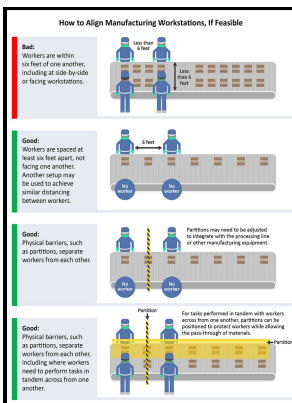 How to Align Manufacturing Workstations, If Feasible
Bad:
Workers are within
six feet of one another,
including at side-by-side
or facing workstations.
Less than
6 feet
Less
than
6
feet
Good:
Workers are spaced at
least six feet apart, not
facing one another.
Another setup may
be used to achieve
similar distancing
between workers.
6 feet
No
worker
No
worker
Good:
Physical barriers, such
as partitions, separate
workers from each other.
Partitions may need to be adjusted
to integrate with the processing line
or other manufacturing equipment.
No
worker
No
worker
Good:
Physical barriers, such
as partitions, separate
workers from each other,
including where workers
need to perform tasks in
tandem across from one
another.
Partition
For tasks performed in tandem with workers
across from one another, partitions can be
positioned to protect workers while allowing
the pass-through of materials.
Partition